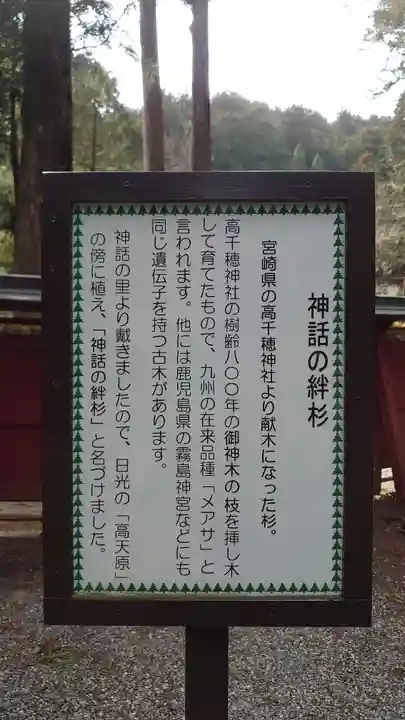 神話の絆杉
宮崎県の高千穂神社より献木になった杉。
高千穂神社の樹齢八〇〇年の御神木の枝を挿し木
して育てたもので、九州の在来品種「メアサ」と
言われます。他には鹿児島県の霧島神宮などにも
同じ遺伝子を持つ古木があります。
神話の里より戴きましたので、日光の「高天原」
の傍に植え、「神話の絆杉」と名づけました。